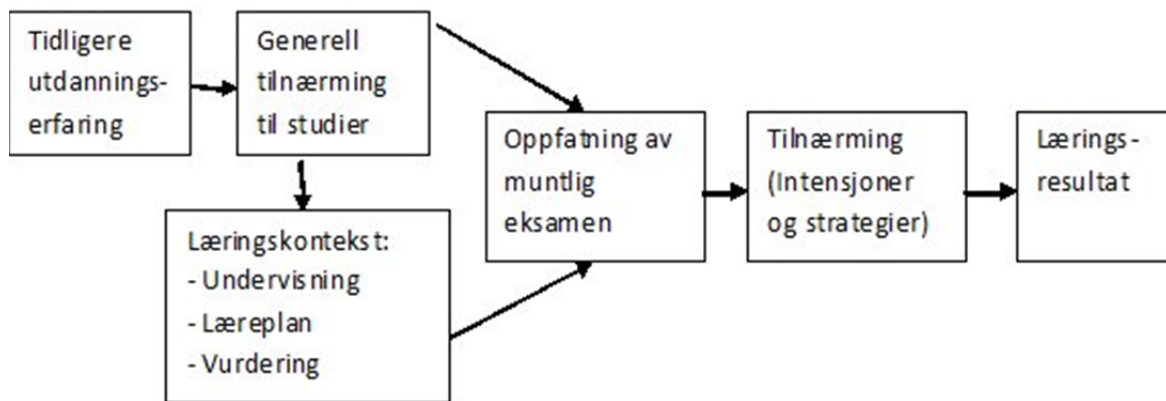 Tidligere
utdannings-
erfaring
Generell
tilnærming
til studier
Læringskontekst:
- Undervisning
- Læreplan
- Vurdering
Oppfatning av
muntlig
eksamen
Tilnærming
(Intensjoner
og strategier)
Lærings-
resultat